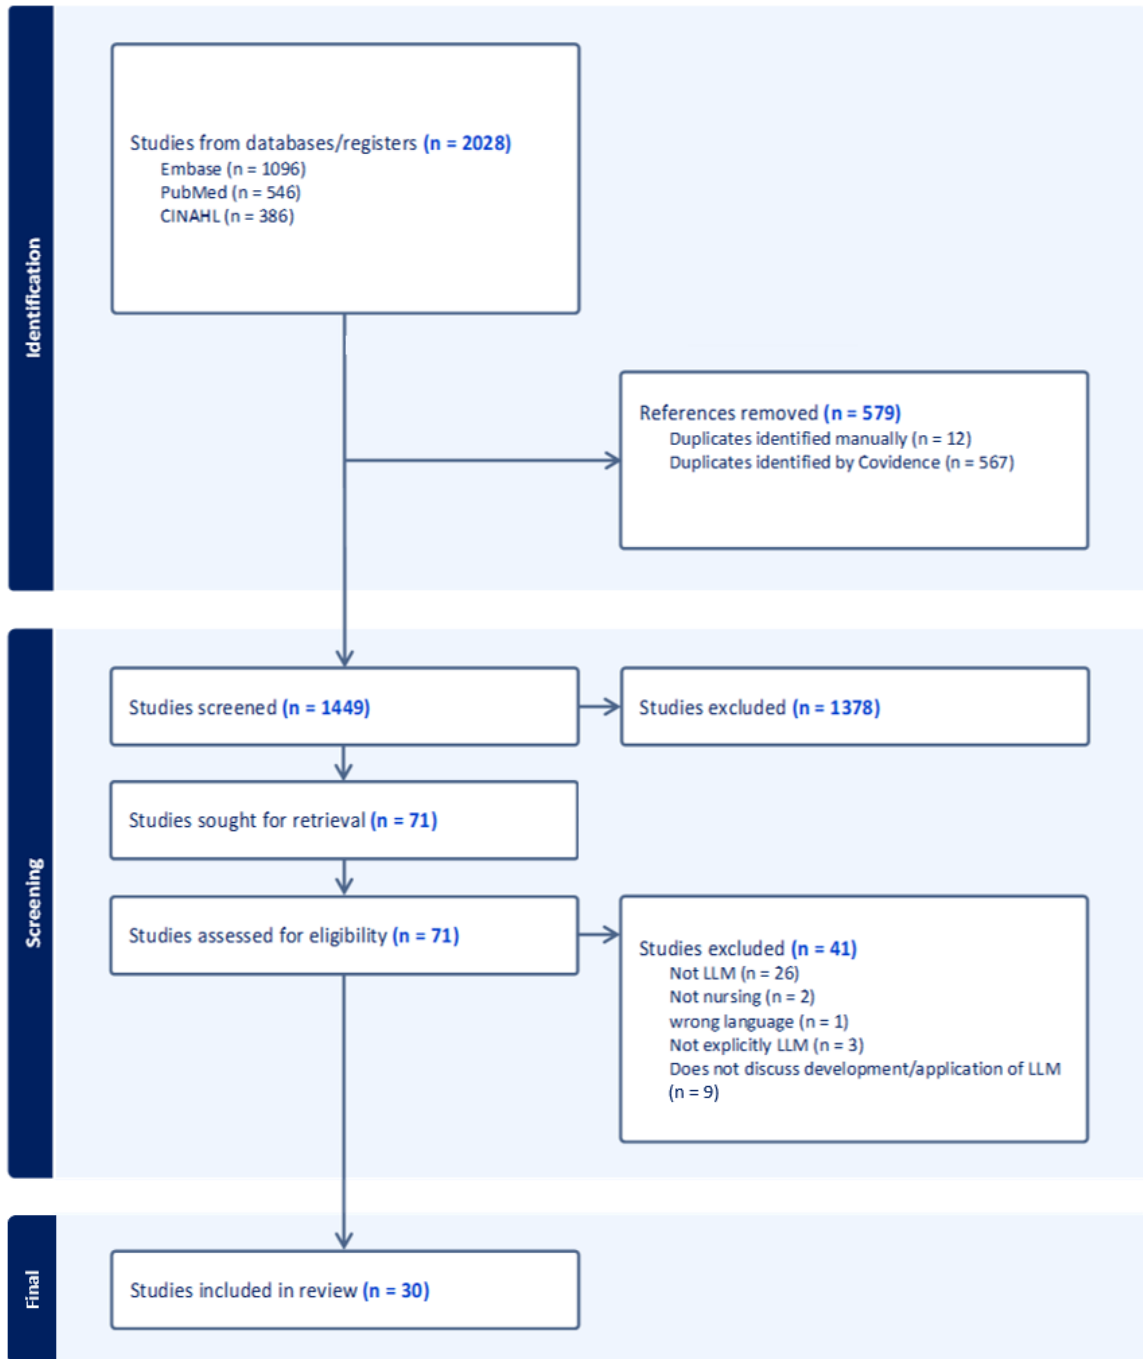 Identification
Studies from databases/registers (n = 2028)
Embase (n = 1096)
PubMed (n = 546)
CINAHL (n = 386)
References removed (n = 579)
Duplicates identified manually (n = 12)
Duplicates identified by Covidence (n = 567)
Screening
Studies screened (n = 1449)
Studies excluded (n = 1378)
Studies sought for retrieval (n = 71)
Studies assessed for eligibility (n = 71)
Studies excluded (n = 41)
Not LLM (n = 26)
Not nursing (n = 2)
wrong language (n = 1)
Not explicitly LLM (n = 3)
Does not discuss development/application of LLM
(n = 9)
Final
Studies included in review (n = 30)